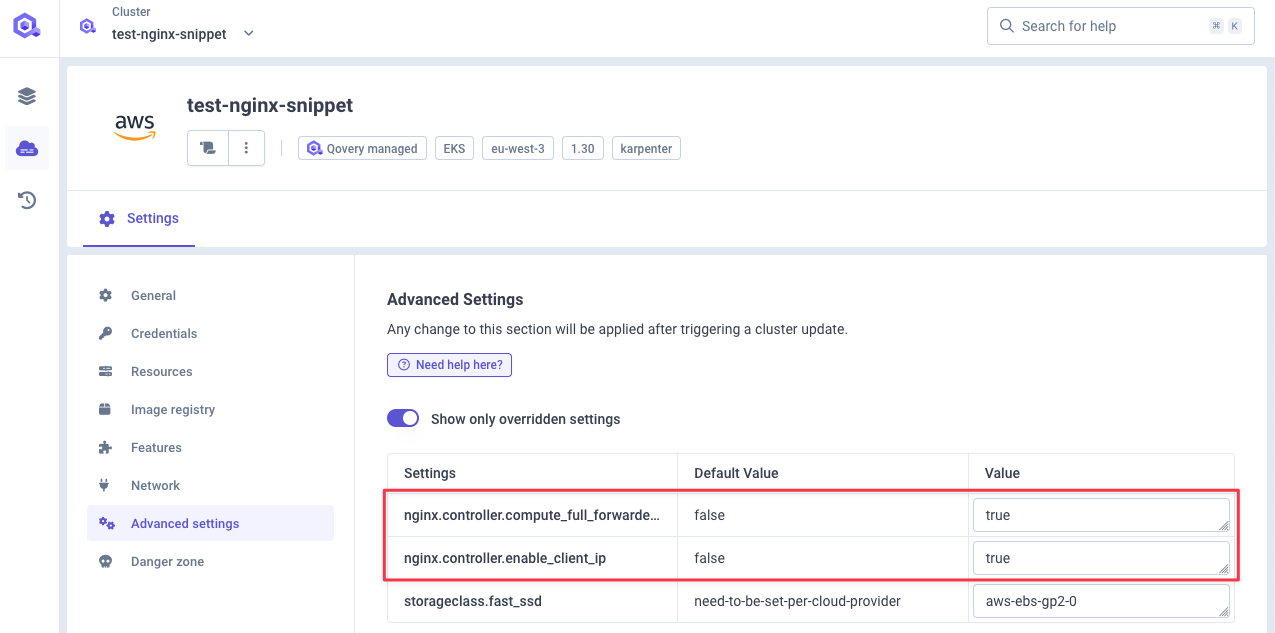 Cluster
test-nginx-snippet
Search for help
⌘ K
test-nginx-snippet
aws
Qovery managed
EKS
eu-west-3
1.30
karpenter
Settings
General
Credentials
Resources
Image registry
Features
Network
Advanced settings
Danger zone
Advanced Settings
Any change to this section will be applied after triggering a cluster update.
Need help here?
Show only overridden settings
Settings Default Value Value
nginx.controller.compute_full_forwarde... false true
nginx.controller.enable_client_ip false true
storageclass.fast_ssd need-to-be-set-per-cloud-provider aws-ebs-gp2-0